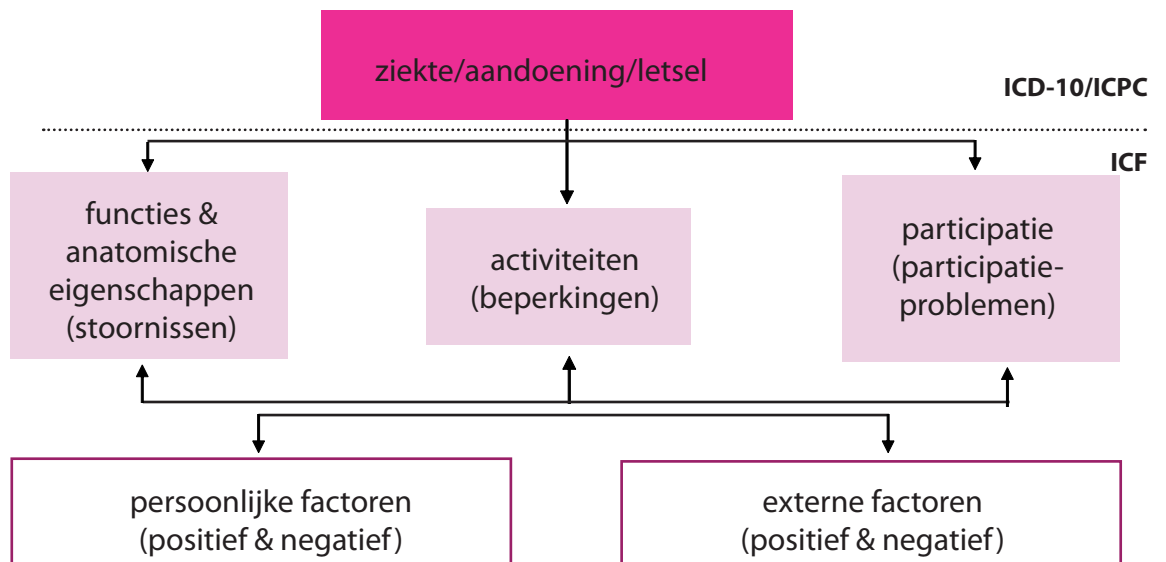 ziekte/aandoening/letsel
ICD-10/ICPC
ICF
functies &
anatomische
eigenschappen
(stoornissen)
activiteiten
(beperkingen)
participatie
(participatie-
problemen)
persoonlijke factoren
(positief & negatief)
externe factoren
(positief & negatief)